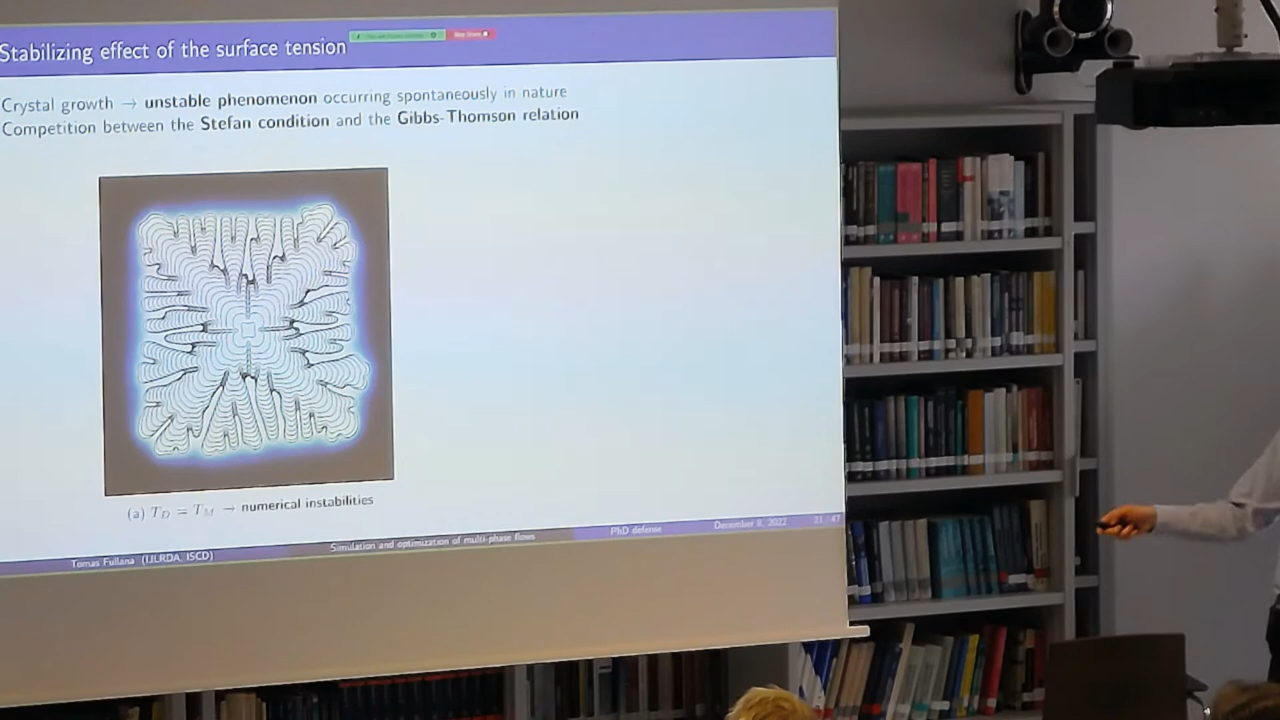 Stabilizing effect of the surface tension
Crystal growth → unstable phenomenon occurring spontaneously in nature
Competition between the Stefan condition and the Gibbs-Thomson relation
(a) T_D = T_M → numerical instabilities
Tomas Fullana (IJLRDA, ISCD)
Simulation and optimization of multi-phase flows
PhD defense
December 8, 2022
21 / 47